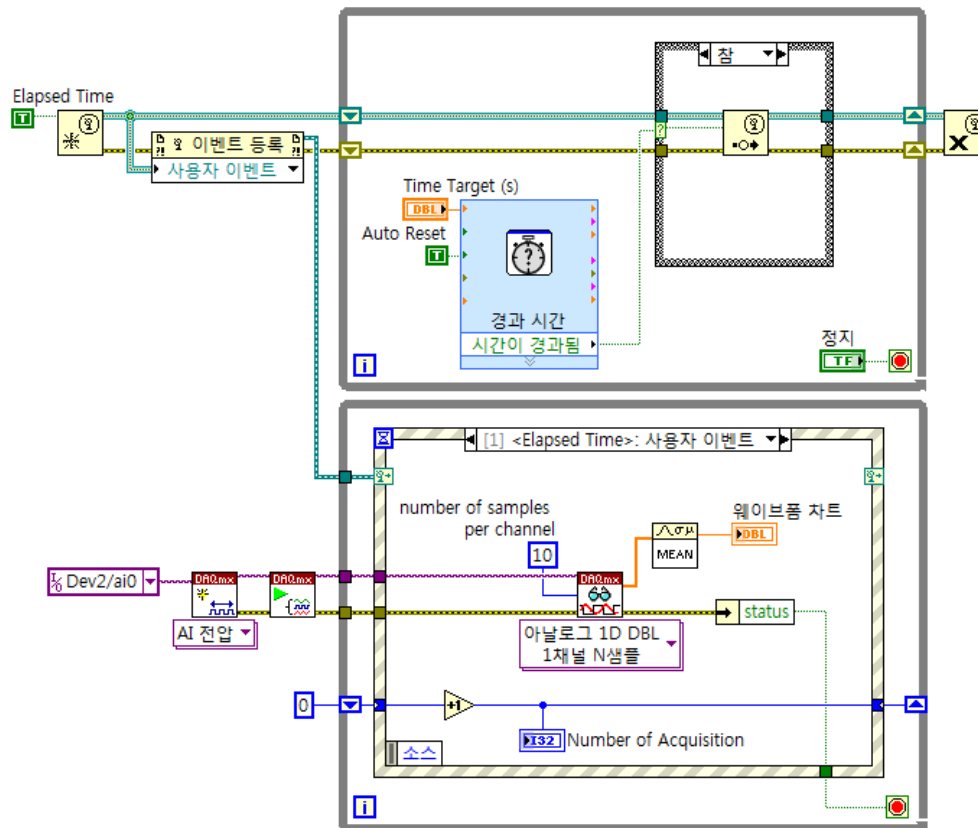 참
Elapsed Time
T
이벤트 등록
사용자 이벤트
Time Target (s)
DBL
Auto Reset
T
경과 시간
시간이 경과됨
정지
TF
i
[1] <Elapsed Time>: 사용자 이벤트
number of samples
per channel
10
웨이브폼 차트
DBL
MEAN
Dev2/ai0
DAQmx
DAQmx
DAQmx
AI 전압
아날로그 1D DBL
1채널 N샘플
status
0
+1
I32
Number of Acquisition
소스
i